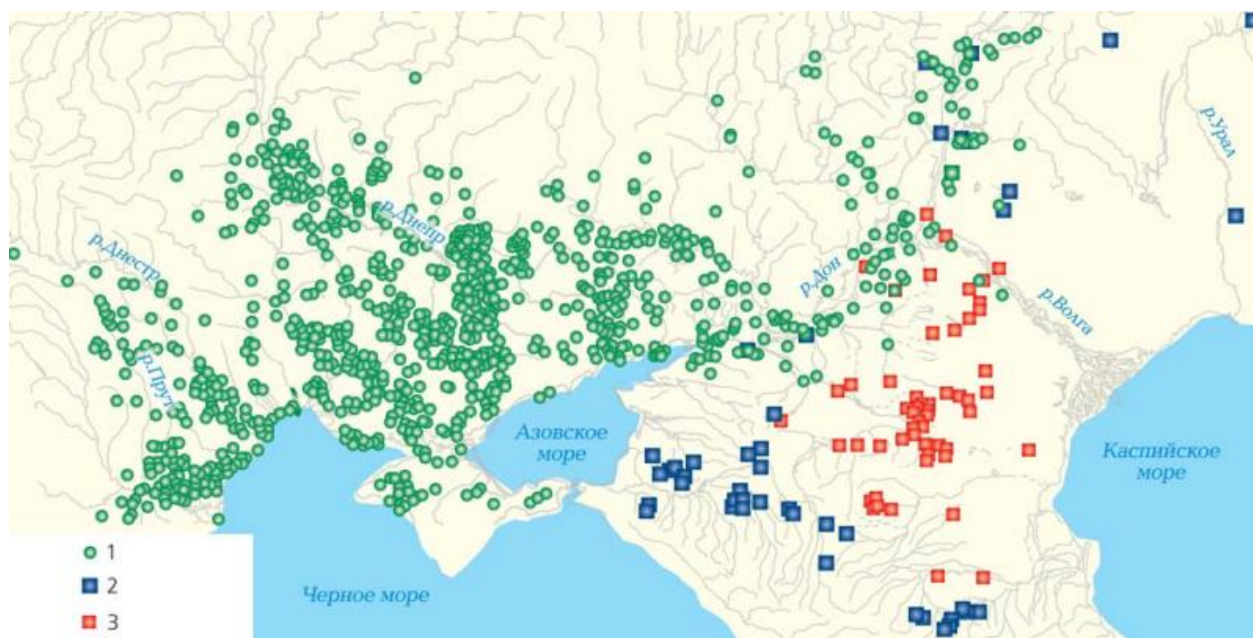 р.Урал
р.Днепр
р.Днестр
р.Дон
р.Волга
р.Прут
Азовское
море
Каспийское
море
Черное море
1
2
3